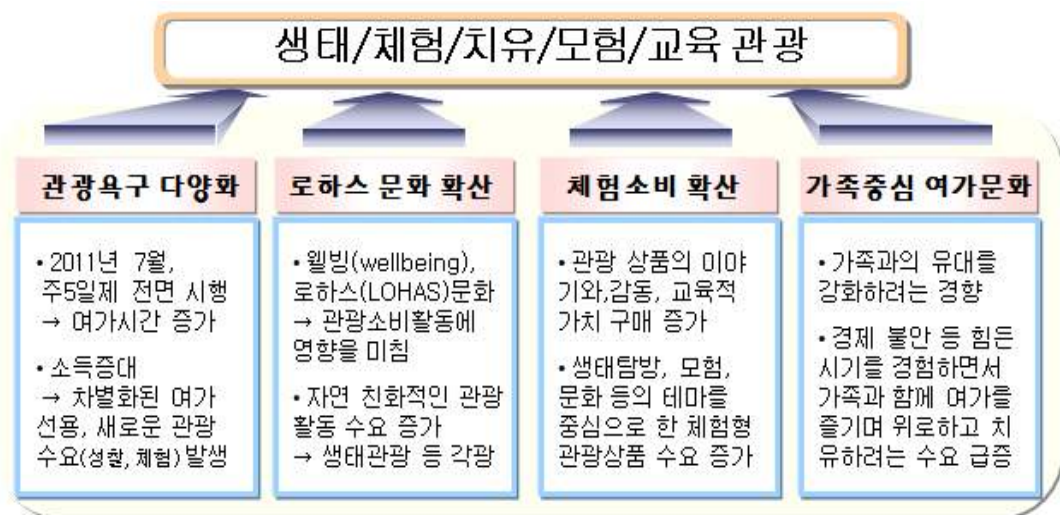 생태/체험/치유/모험/교육 관광
관광욕구 다양화
• 2011년 7월,
주5일제 전면 시행
→ 여가시간 증가
• 소득증대
→ 차별화된 여가
선용, 새로운 관광
수요(성찰, 체험) 발생
로하스 문화 확산
• 웰빙(wellbeing),
로하스(LOHAS)문화
→ 관광소비활동에
영향을 미침
• 자연 친화적인 관광
활동 수요 증가
→ 생태관광 등 각광
체험소비 확산
• 관광 상품의 이야
기와,감동, 교육적
가치 구매 증가
• 생태탐방, 모험,
문화 등의 테마를
중심으로 한 체험형
관광상품 수요 증가
가족중심 여가문화
• 가족과의 유대를
강화하려는 경향
• 경제 불안 등 힘든
시기를 경험하면서
가족과 함께 여가를
즐기며 위로하고 치
유하려는 수요 급증